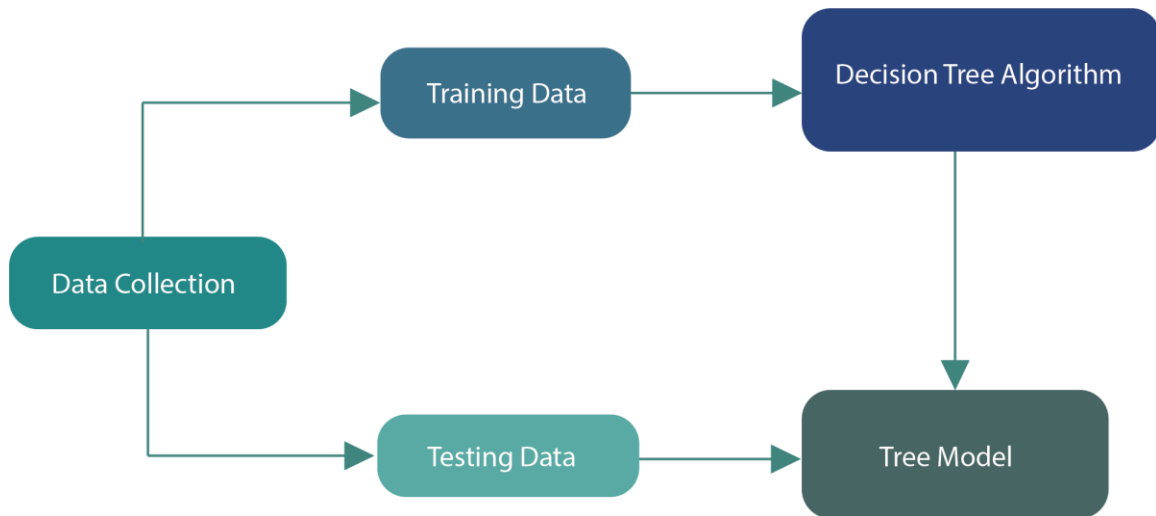 Training Data
Decision Tree Algorithm
Data Collection
Testing Data
Tree Model